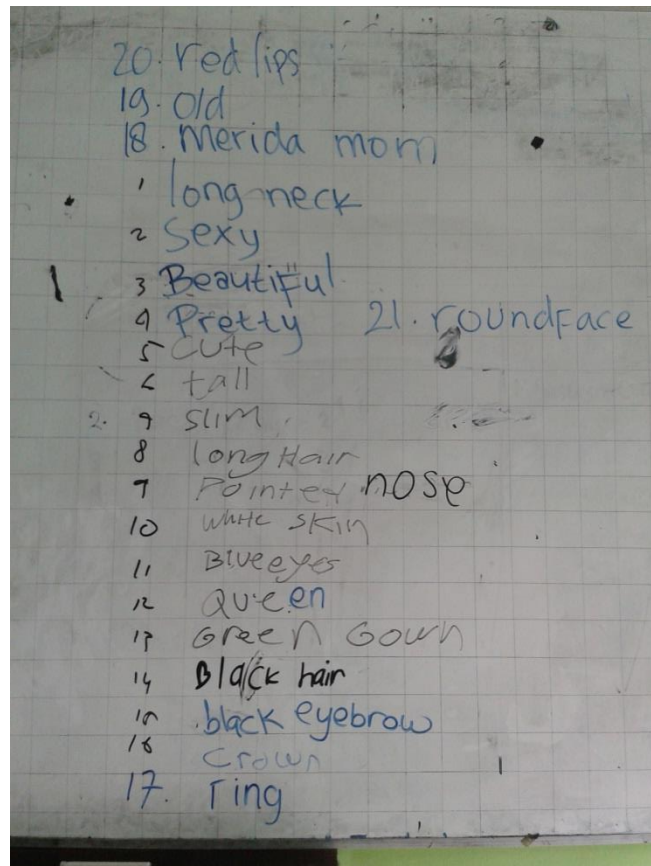 20. red lips
19. old
18. Merida mom
1 long neck
2 Sexy
3 Beautiful
4 Pretty 21. roundface
5 cute
6 tall
2. 9 slim
8 long Hair
9 Pointed nose
10 white skin
11 Blue eyes
12 Queen
13 Green Gown
14 Black hair
15 black eyebrow
16 Crown
17. ring